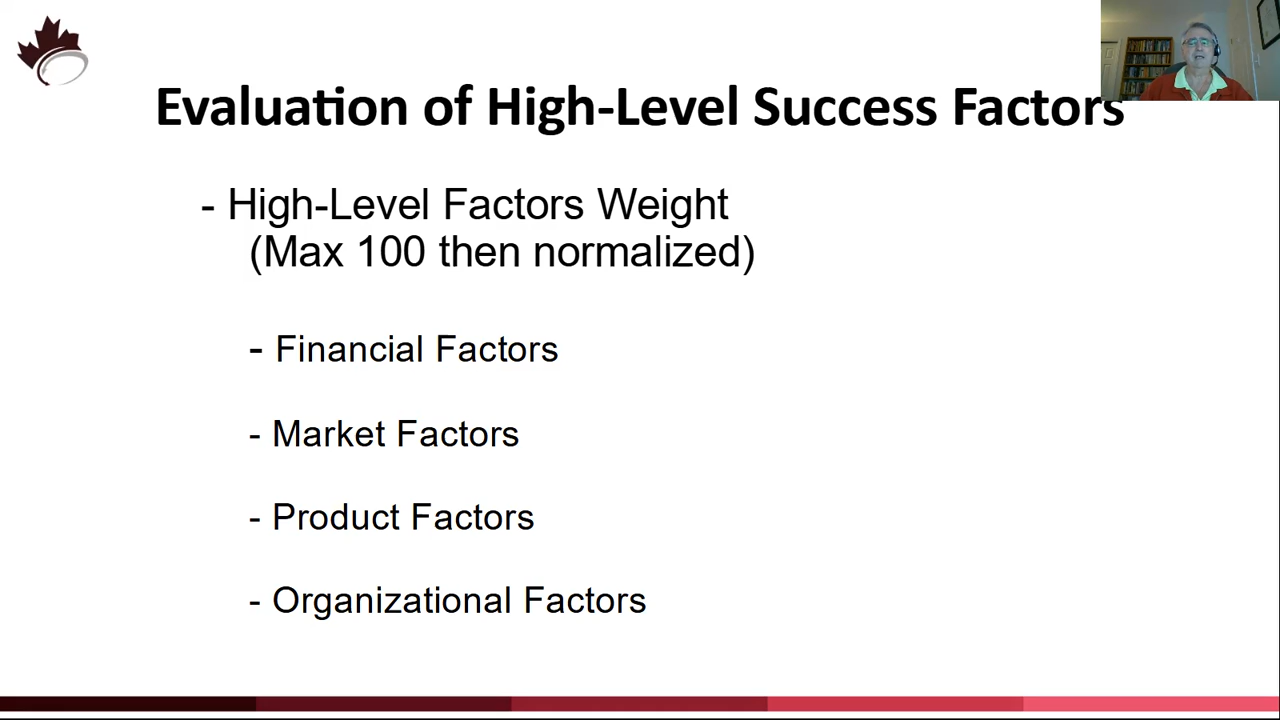 Evaluation of High-Level Success Factors
- High-Level Factors Weight
(Max 100 then normalized)
- Financial Factors
- Market Factors
- Product Factors
- Organizational Factors